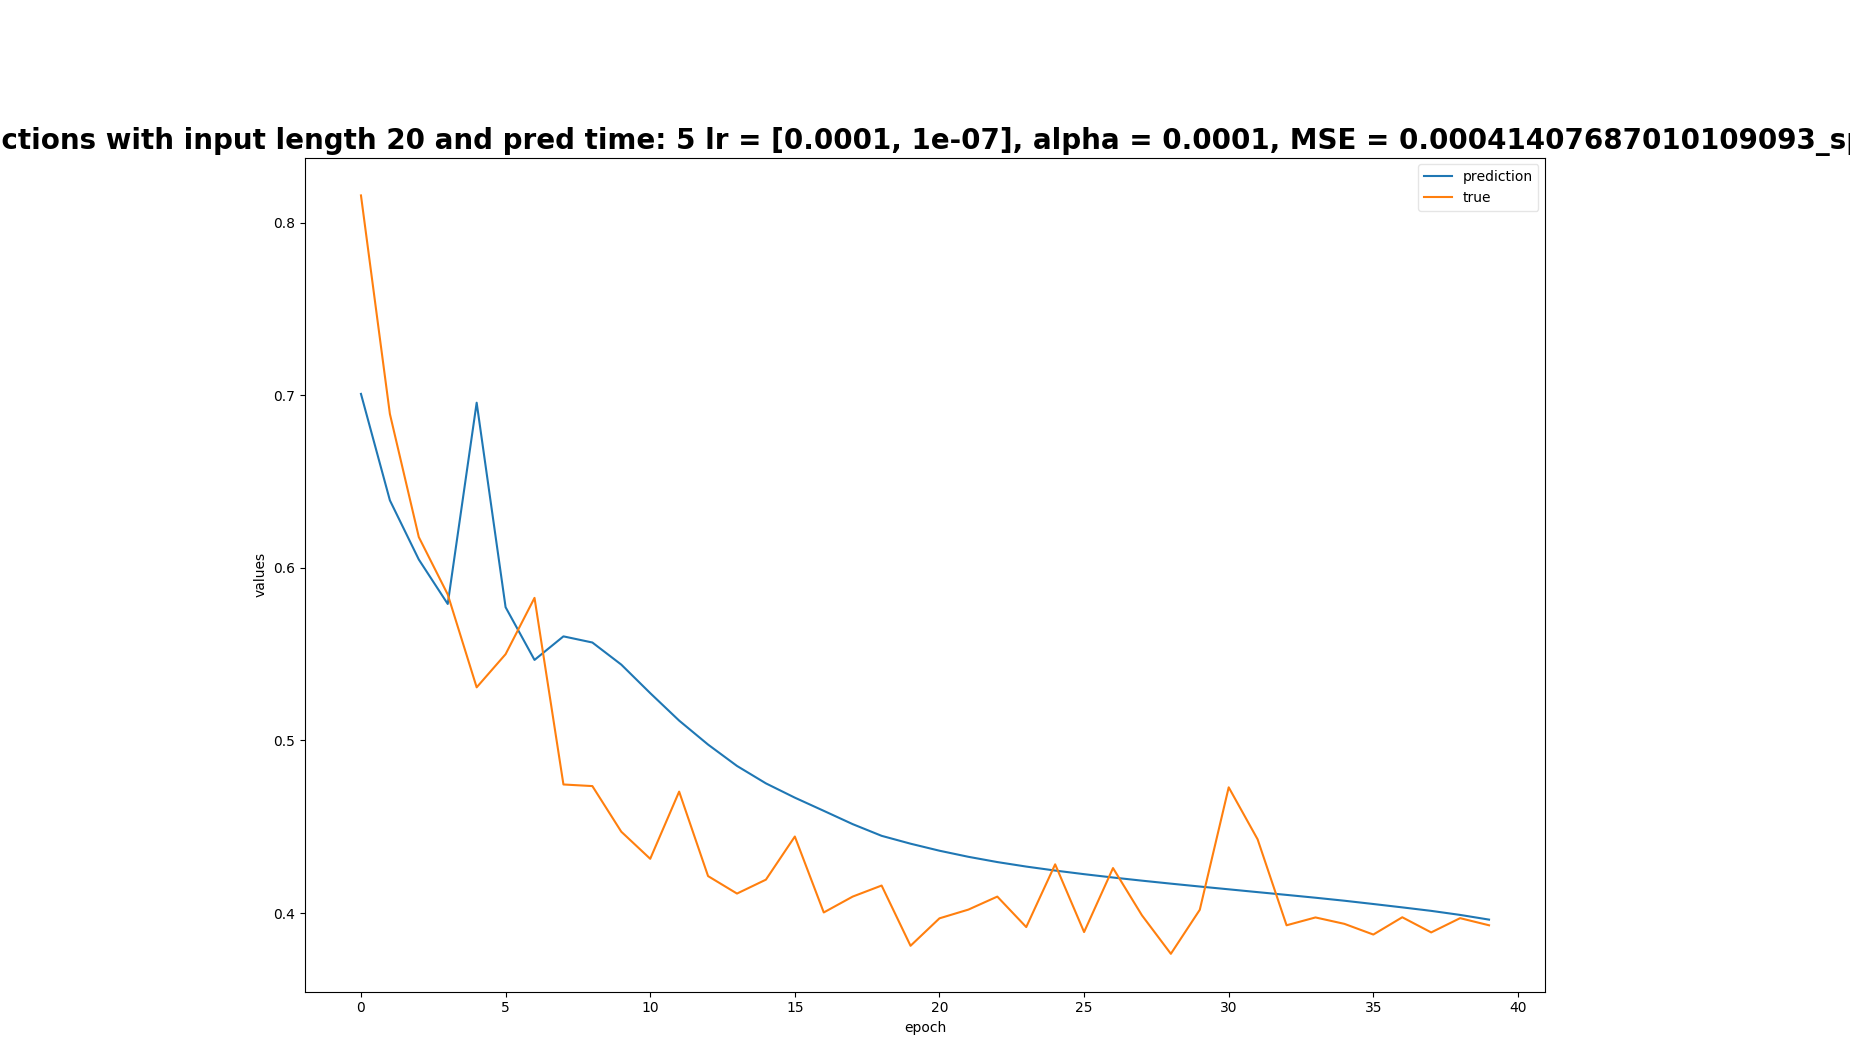 ctions with input length 20 and pred time: 5 lr = [0.0001, 1e-07], alpha = 0.0001, MSE = 0.00041407687010109093_sp
prediction
true
0.8
0.7
0.6
0.5
0.4
values
0 5 10 15 20 25 30 35 40
epoch